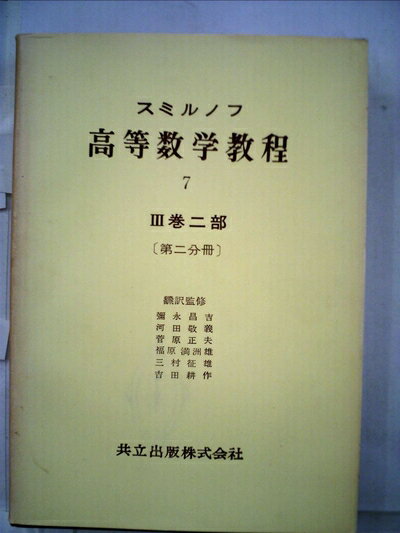 スミルノフ
高等数学教程
7
III巻二部
〔第二分冊〕
飜訳監修
彌永昌吉
河田敬義
菅原正夫
福原満洲雄
三村征雄
吉田耕作
共立出版株式会社